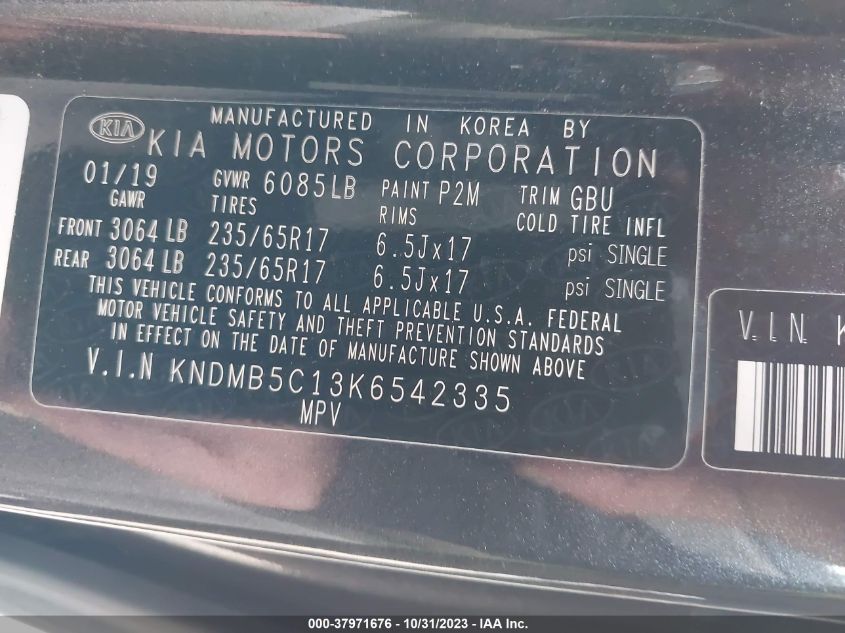 KIA MANUFACTURED IN KOREA BY
KIA MOTORS CORPORATION
01/19 GVWR 6085LB PAINT P2M TRIM GBU
GAWR TIRES RIMS COLD TIRE INFL
FRONT 3064 LB 235/65R17 6.5Jx17 psi SINGLE
REAR 3064 LB 235/65R17 6.5Jx17 psi SINGLE
THIS VEHICLE CONFORMS TO ALL APPLICABLE U.S.A. FEDERAL
MOTOR VEHICLE SAFETY AND THEFT PREVENTION STANDARDS
IN EFFECT ON THE DATE OF MANUFACTURE SHOWN ABOVE
V.I.N KNDMB5C13K6542335
MPV
V.I.N K
000-37971676 - 10/31/2023 - IAA Inc.